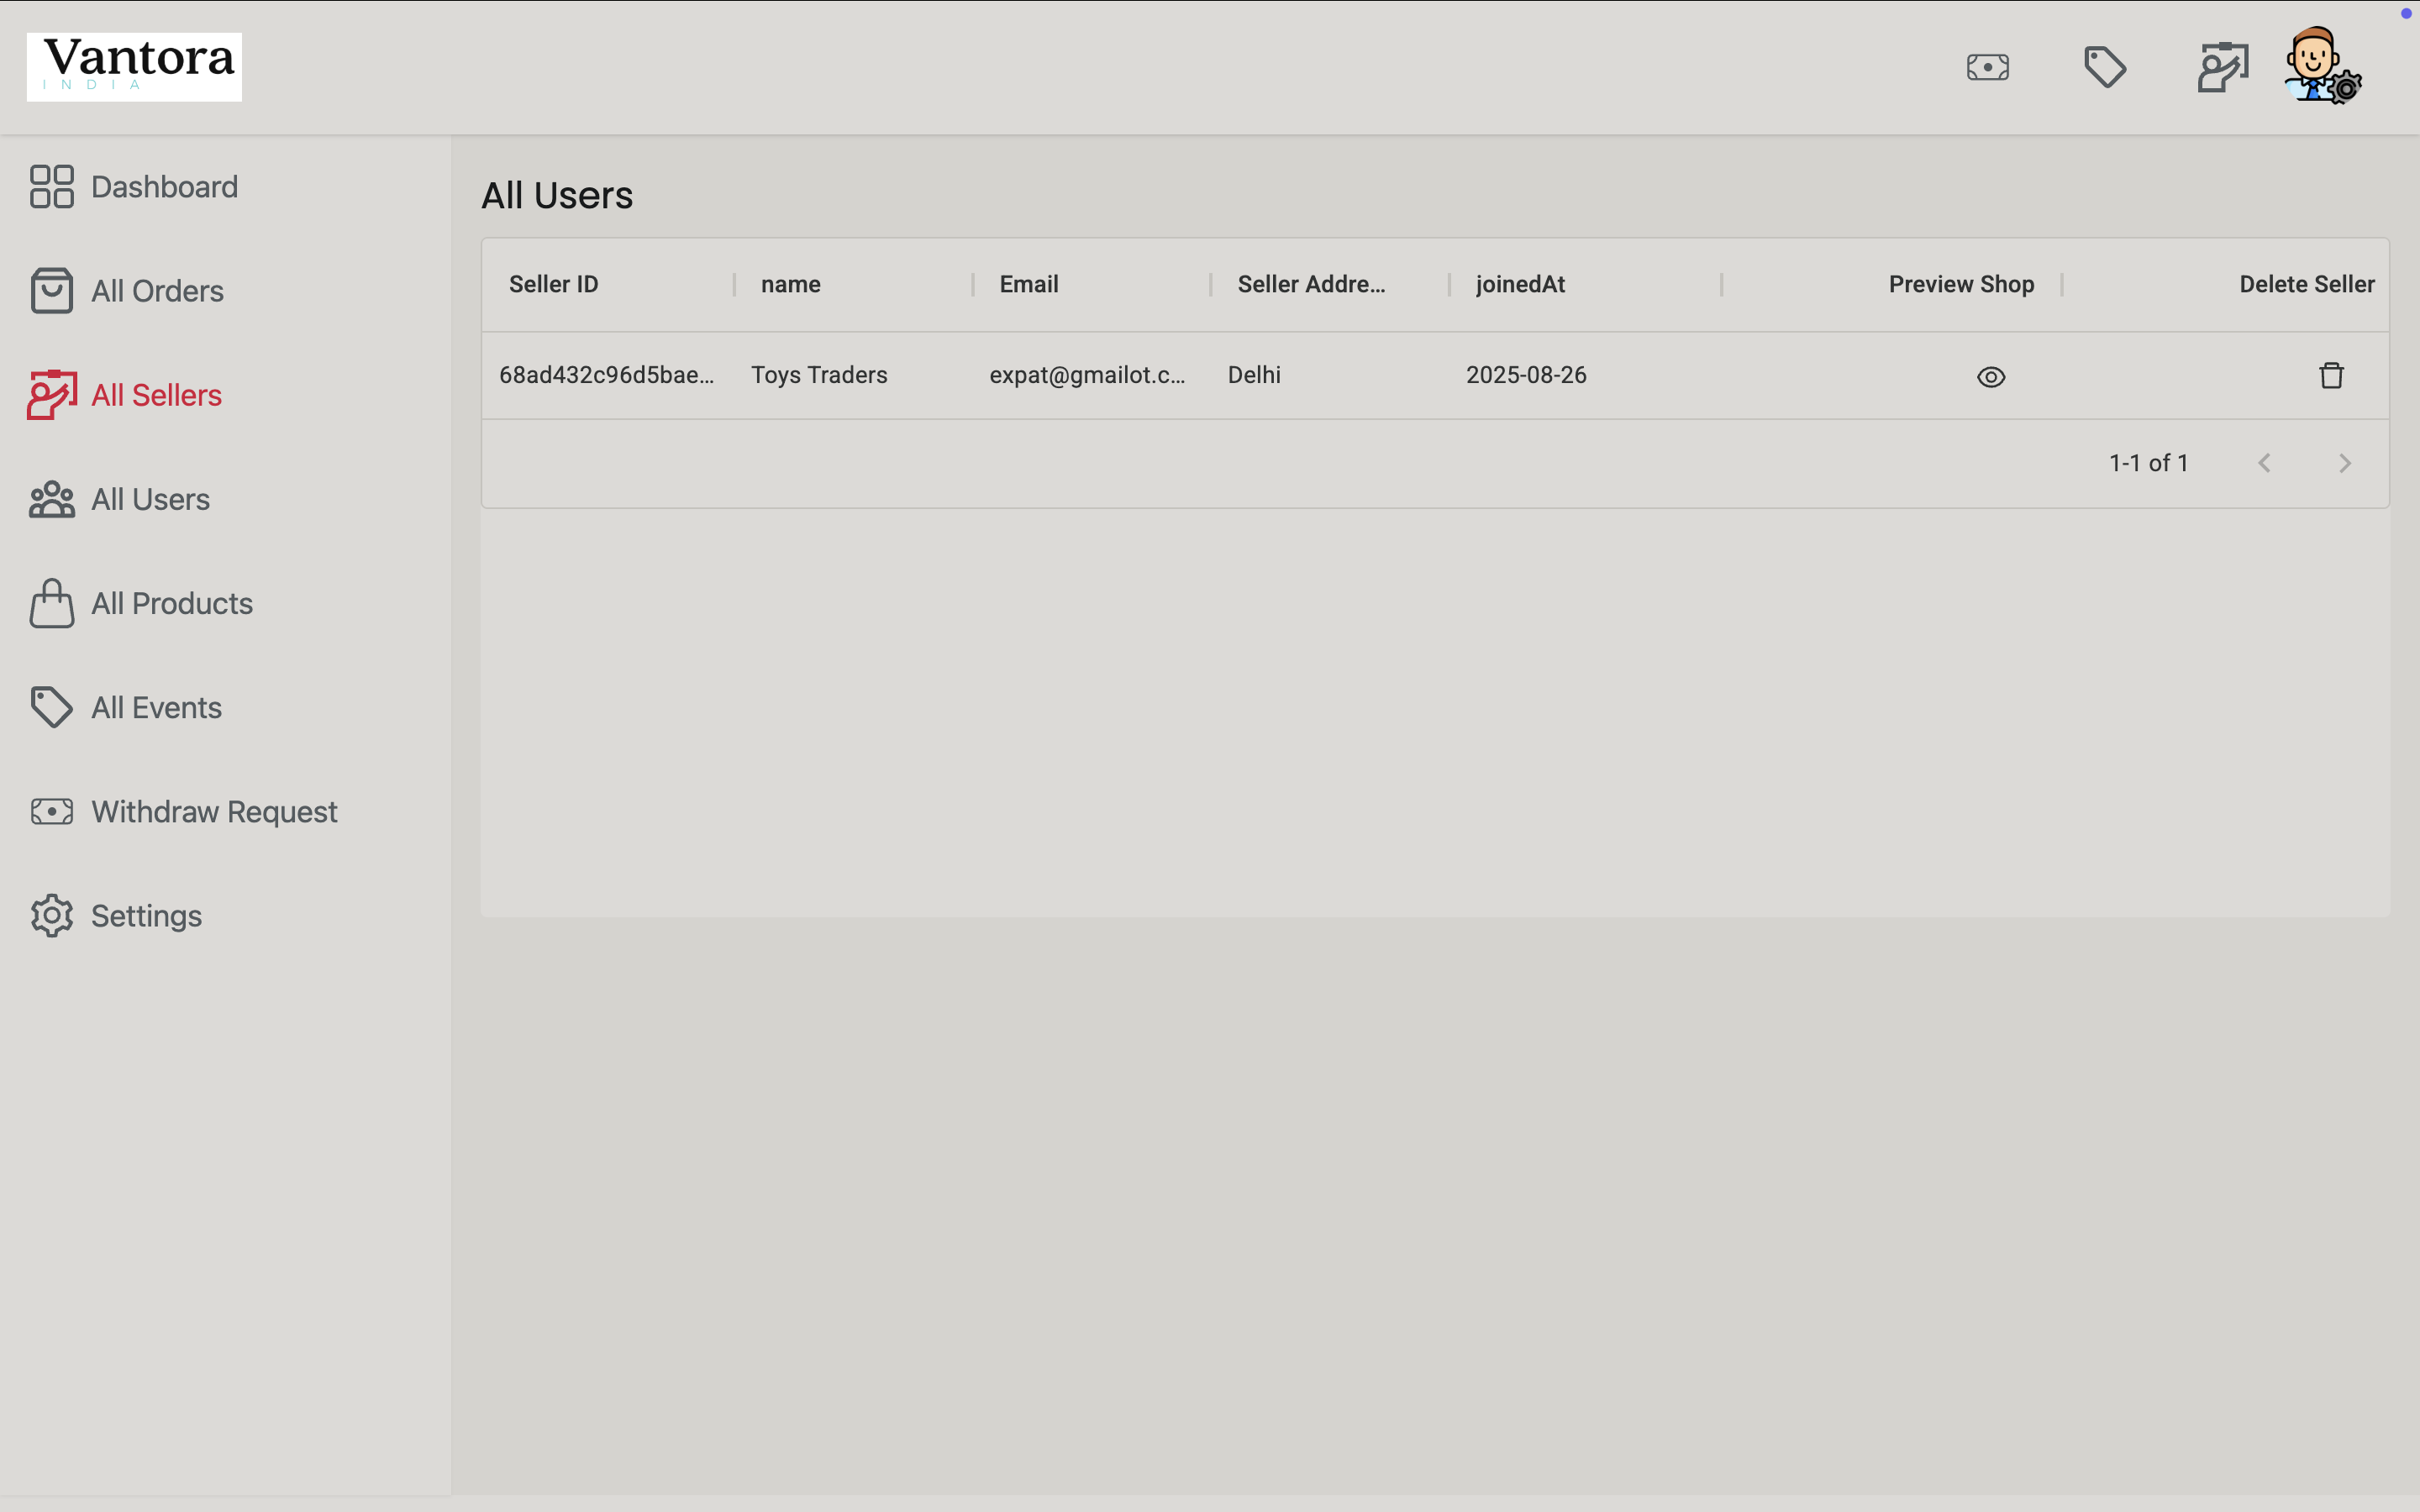 Vantora
INDIA
Dashboard
All Orders
All Sellers
All Users
All Products
All Events
Withdraw Request
Settings
All Users
Seller ID name Email Seller Addre... joinedAt Preview Shop Delete Seller
68ad432c96d5bae... Toys Traders expat@gmailot.c... Delhi 2025-08-26
1-1 of 1